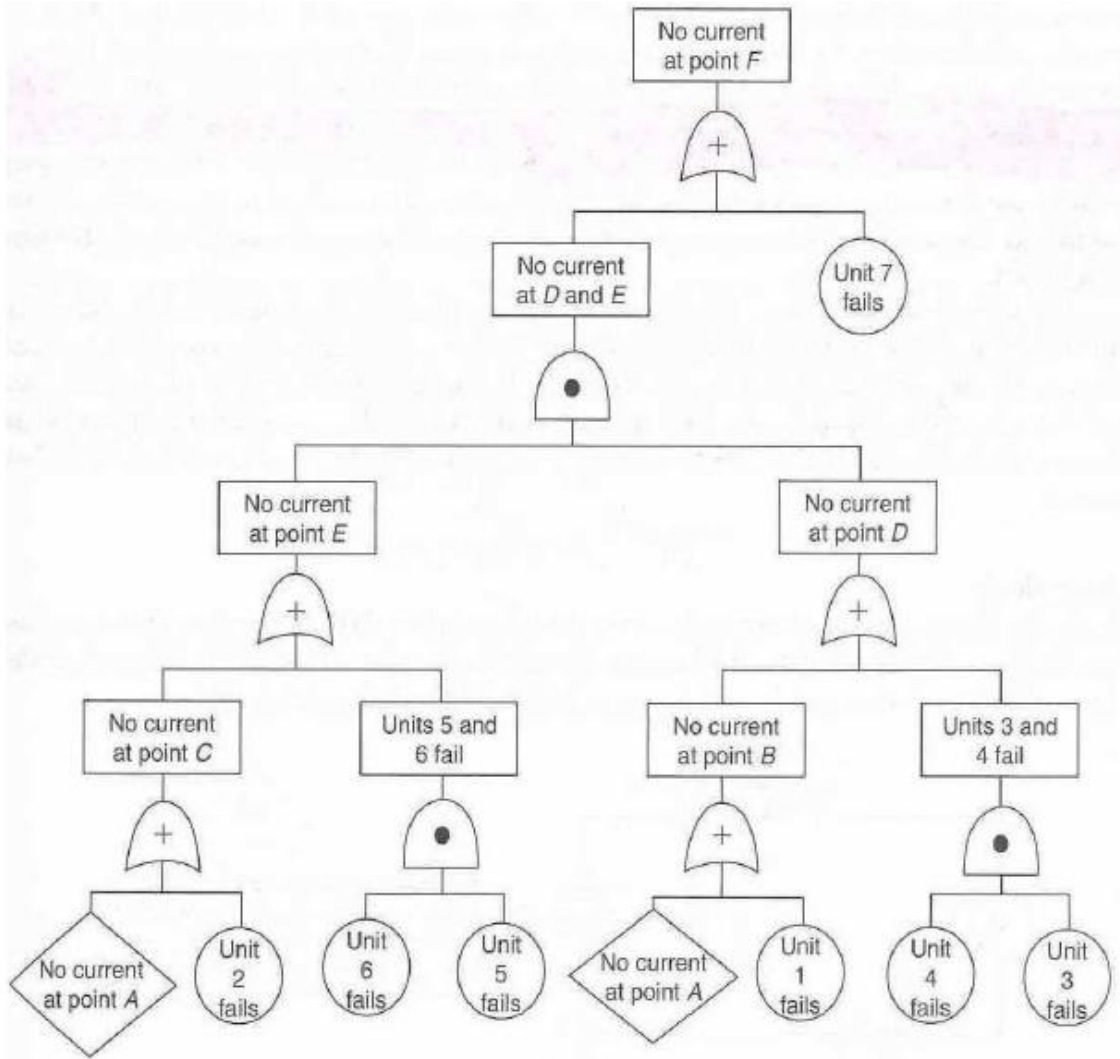 No current
at point F
+
No current
at D and E
Unit 7
fails
No current
at point E
No current
at point D
+
+
No current
at point C
Units 5 and
6 fail
No current
at point B
Units 3 and
4 fail
+
+
No current
at point A
Unit
2
fails
Unit
6
fails
Unit
5
fails
No current
at point A
Unit
1
fails
Unit
4
fails
Unit
3
fails